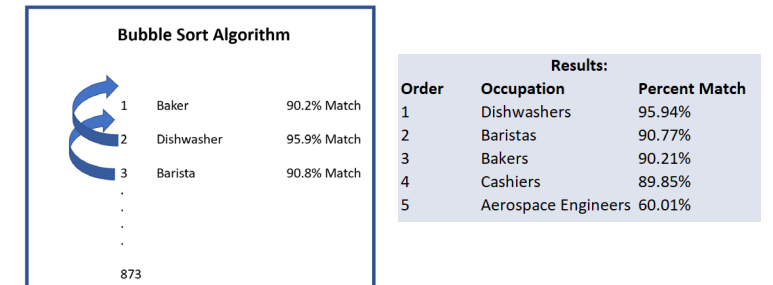 Bubble Sort Algorithm
1 Baker 90.2% Match
2 Dishwasher 95.9% Match
3 Barista 90.8% Match
.
.
.
.
873
Results:
Order Occupation Percent Match
1 Dishwashers 95.94%
2 Baristas 90.77%
3 Bakers 90.21%
4 Cashiers 89.85%
5 Aerospace Engineers 60.01%